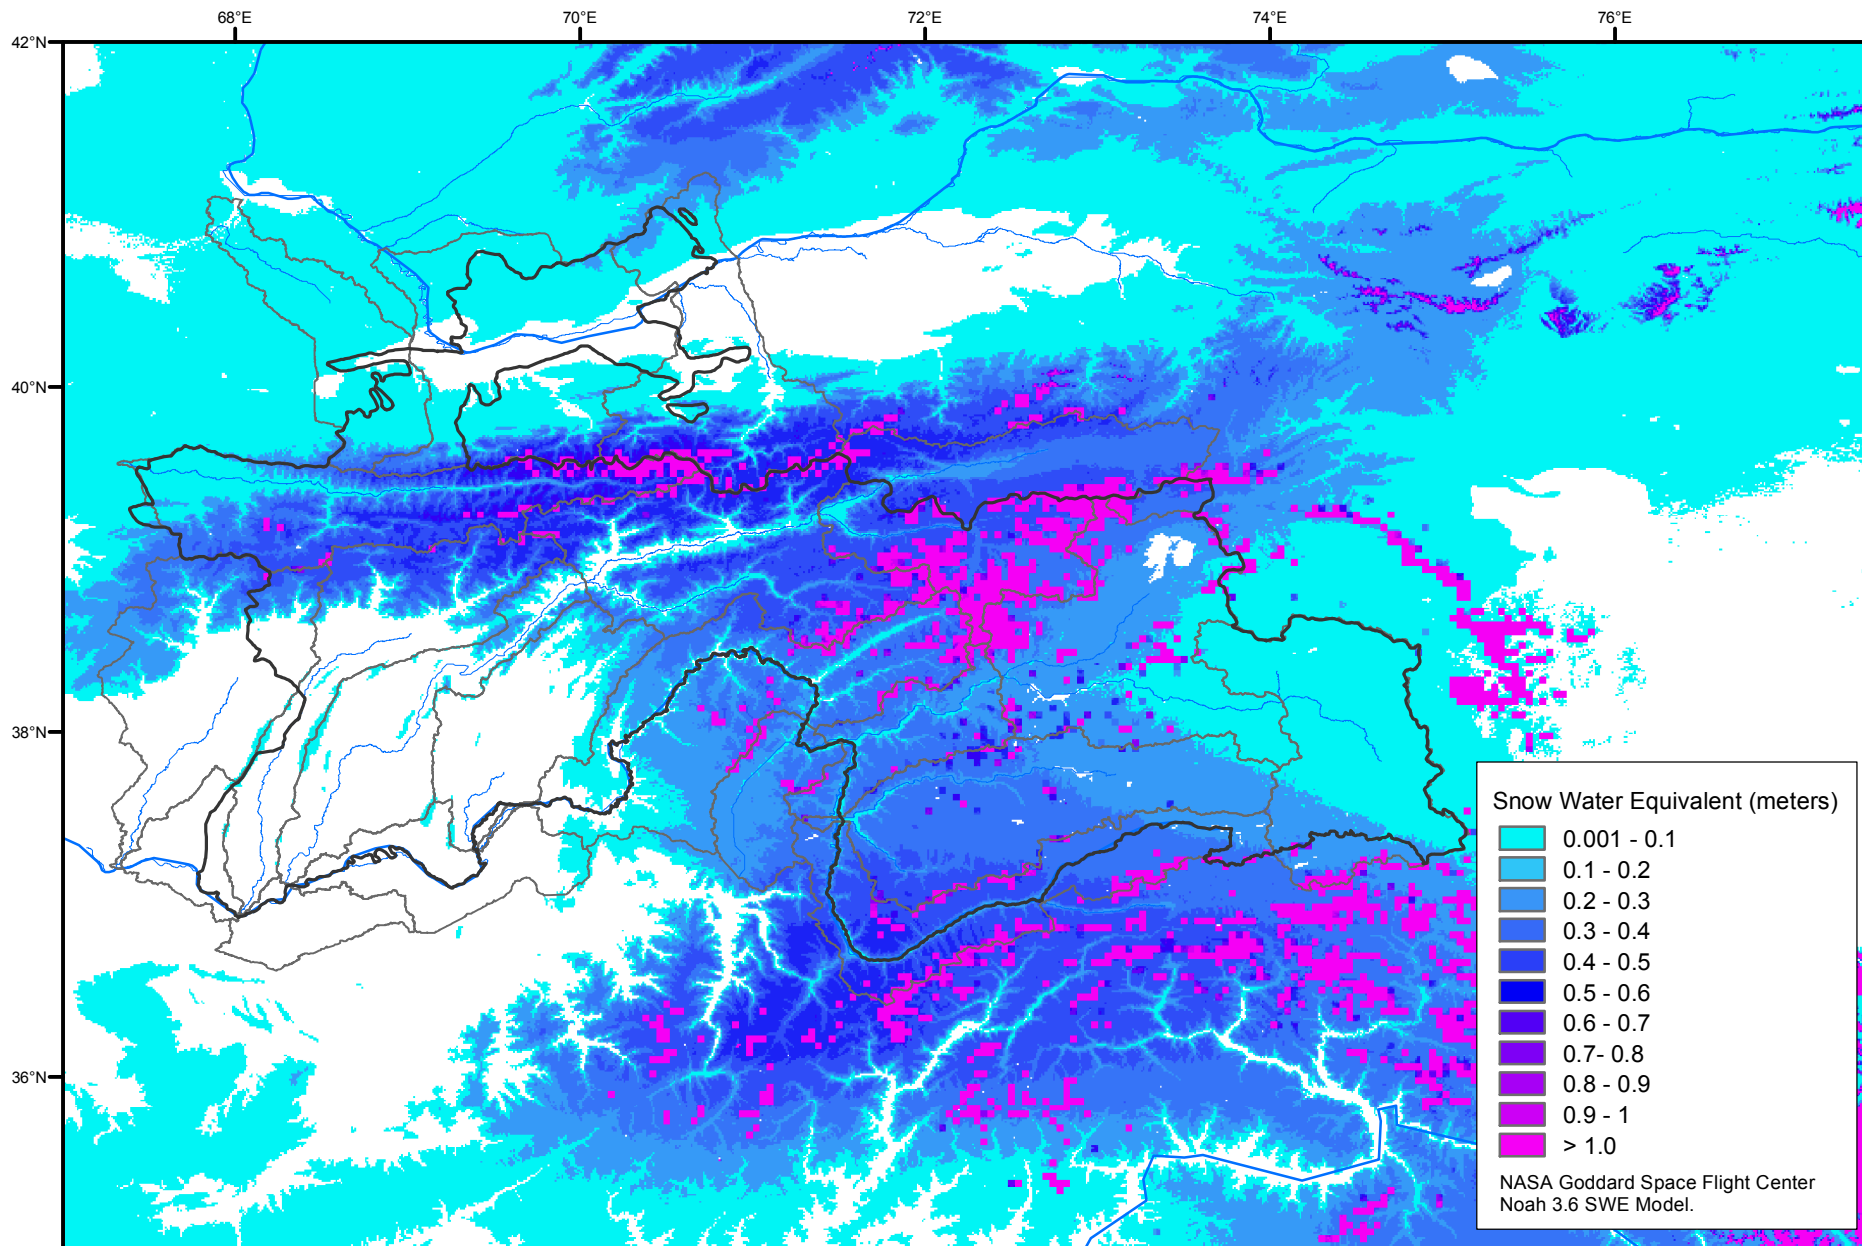 68°E 70°E 72°E 74°E 76°E
42°N
40°N
38°N
36°N
Snow Water Equivalent (meters)
0.001 - 0.1
0.1 - 0.2
0.2 - 0.3
0.3 - 0.4
0.4 - 0.5
0.5 - 0.6
0.6 - 0.7
0.7- 0.8
0.8 - 0.9
0.9 - 1
> 1.0
NASA Goddard Space Flight Center
Noah 3.6 SWE Model.